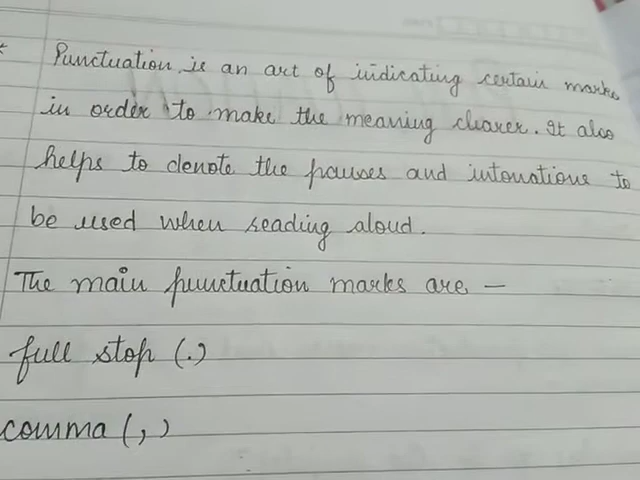 * Punctuation is an art of indicating certain marks
in order to make the meaning clearer. It also
helps to denote the pauses and intonations to
be used when reading aloud.
The main punctuation marks are —
full stop (.)
comma (,)